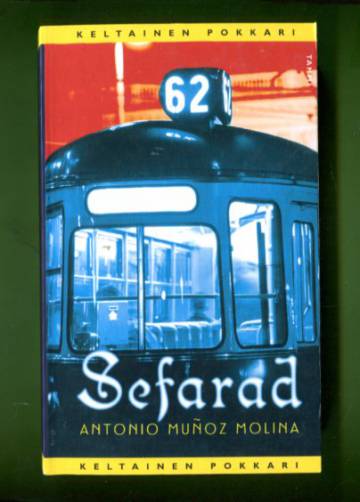 KELTAINEN POKKARI
62
Sefarad
ANTONIO MUÑOZ MOLINA
KELTAINEN POKKARI